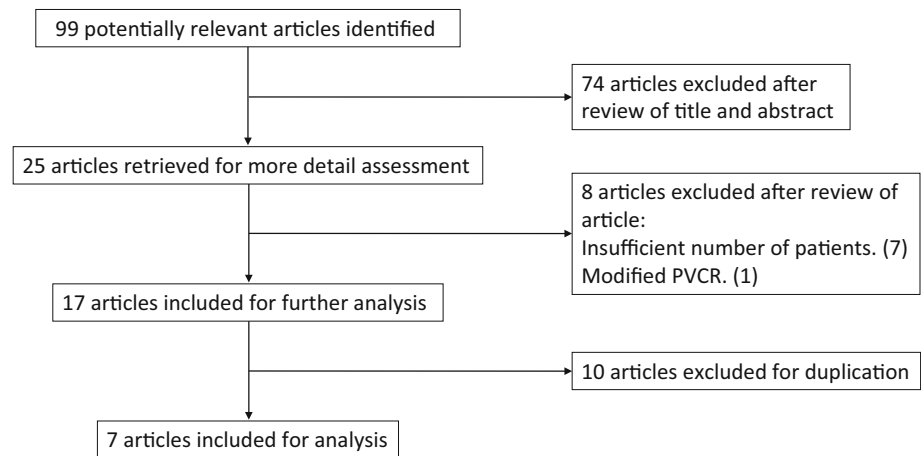 99 potentially relevant articles identified
74 articles excluded after
review of title and abstract
25 articles retrieved for more detail assessment
8 articles excluded after review of
article:
Insufficient number of patients. (7)
Modified PVCR. (1)
17 articles included for further analysis
10 articles excluded for duplication
7 articles included for analysis